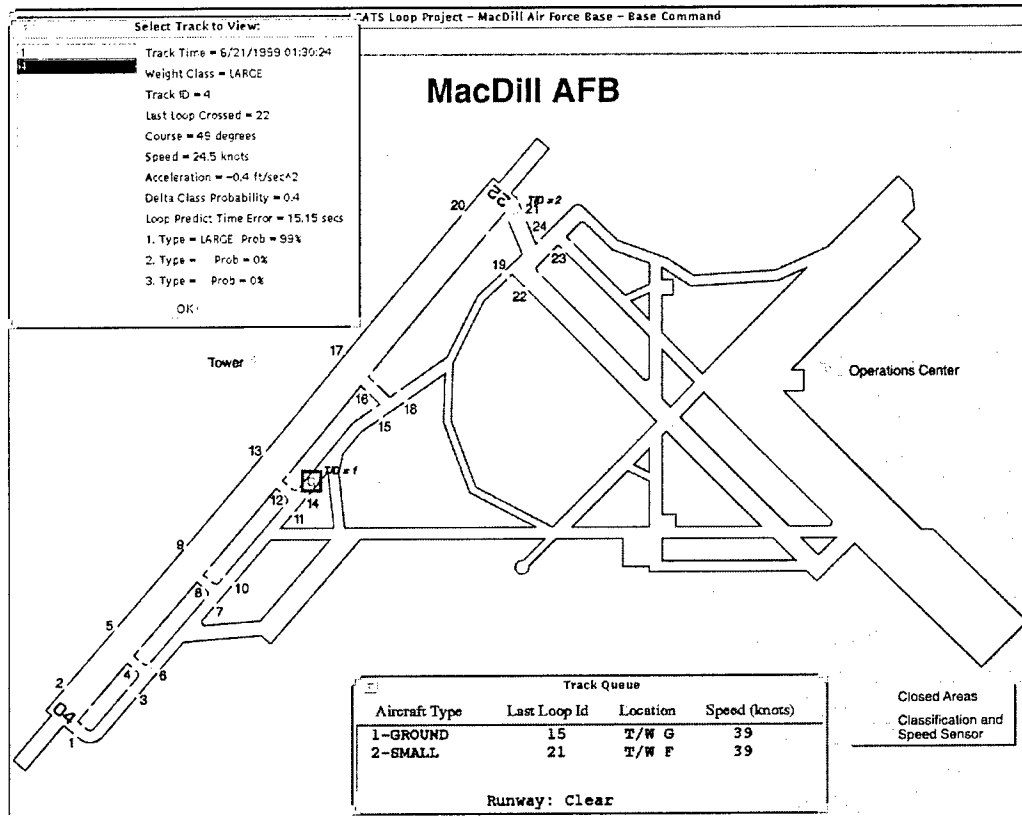 CATS Loop Project - MacDill Air Force Base - Base Command
Select Track to View:
1
4
Track Time = 6/21/1999 01:30:24
Weight Class = LARGE
Track ID = 4
Last Loop Crossed = 22
Course = 49 degrees
Speed = 24.5 knots
Acceleration = -0.4 ft/sec^2
Delta Class Probability = 0.4
Loop Predict Time Error = 15.15 secs
1. Type = LARGE Prob = 99%
2. Type = Prob = 0%
3. Type = Prob = 0%
OK
MacDill AFB
20
22
T/D = 2
21
24
19
23
22
17
Tower
Operations Center
16
18
15
13
T/D = 1
12
14
11
9
8
10
7
5
4
6
2
3
04
1
Track Queue
Aircraft Type Last Loop Id Location Speed (knots)
1-GROUND 15 T/W G 39
2-SMALL 21 T/W F 39
Runway: Clear
Closed Areas
Classification and
Speed Sensor